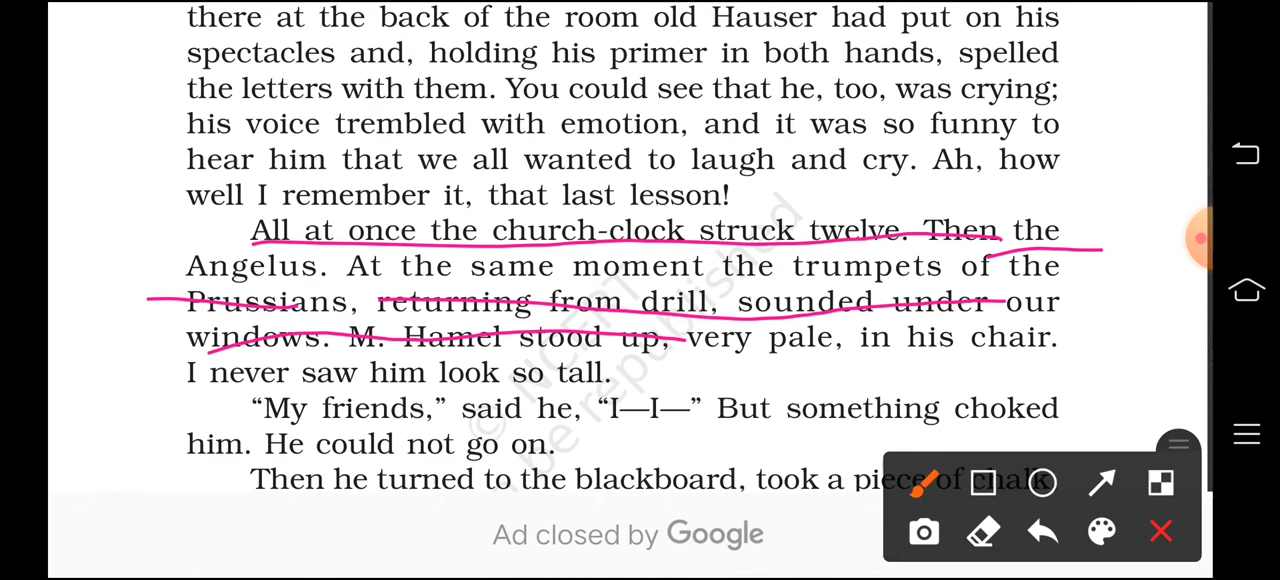 there at the back of the room old Hauser had put on his
spectacles and, holding his primer in both hands, spelled
the letters with them. You could see that he, too, was crying;
his voice trembled with emotion, and it was so funny to
hear him that we all wanted to laugh and cry. Ah, how
well I remember it, that last lesson!
All at once the church-clock struck twelve. Then the
Angelus. At the same moment the trumpets of the
Prussians, returning from drill, sounded under our
windows. M. Hamel stood up, very pale, in his chair.
I never saw him look so tall.
“My friends,” said he, “I—I—” But something choked
him. He could not go on.
Then he turned to the blackboard, took a piece of chalk
© NCERT
be republished
Ad closed by Google